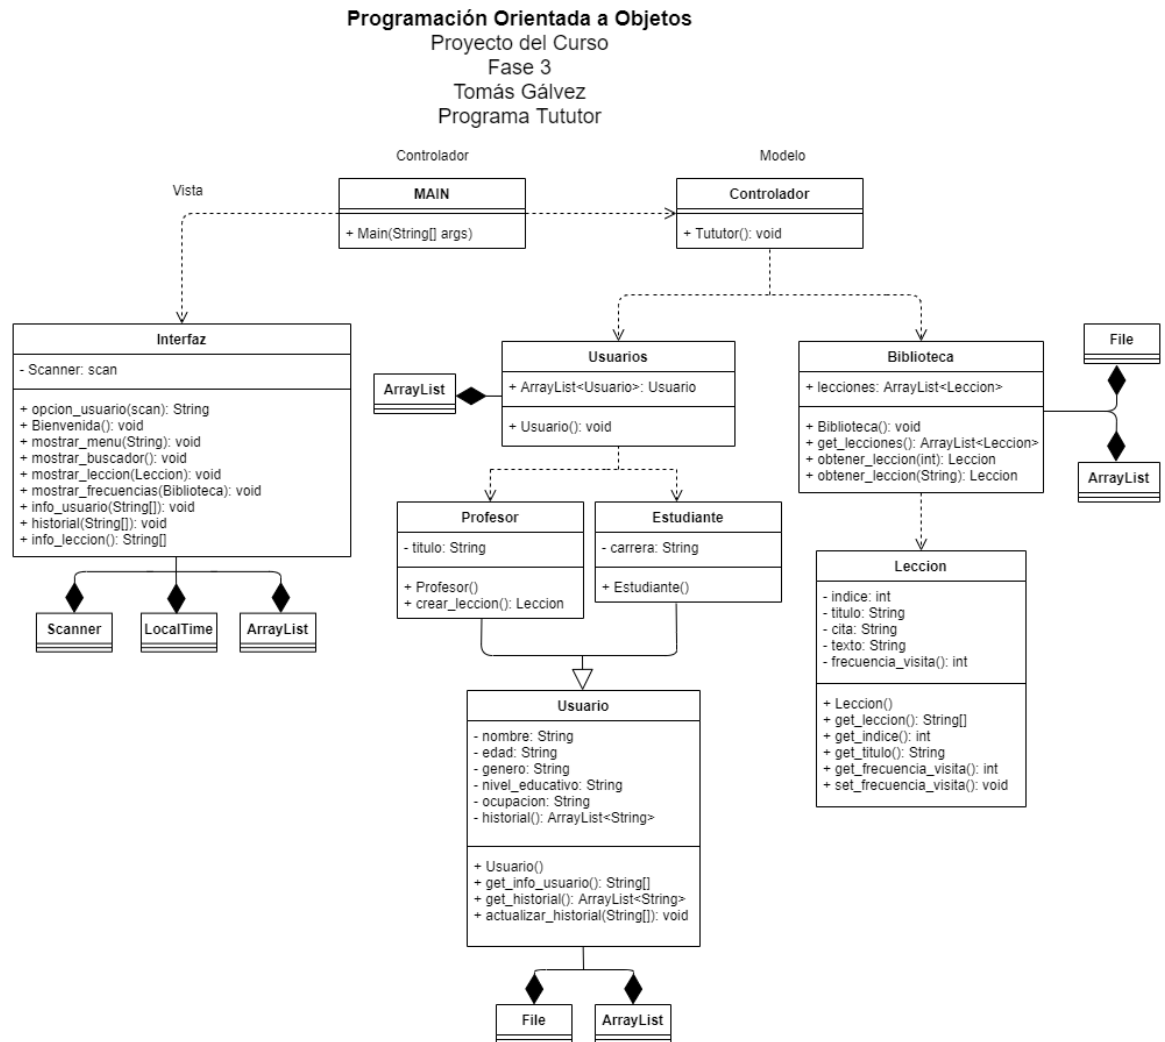 Programación Orientada a Objetos
Proyecto del Curso
Fase 3
Tomás Gálvez
Programa Tututor
Controlador
Modelo
Vista
MAIN
+ Main(String[] args)
Controlador
+ Tututor(): void
Interfaz
- Scanner: scan
+ opcion_usuario(scan): String
+ Bienvenida(): void
+ mostrar_menu(String): void
+ mostrar_buscador(): void
+ mostrar_leccion(Leccion): void
+ mostrar_frecuencias(Biblioteca): void
+ info_usuario(String[]): void
+ historial(String[]): void
+ info_leccion(): String[]
Scanner
LocalTime
ArrayList
ArrayList
Usuarios
+ ArrayList<Usuario>: Usuario
+ Usuario(): void
Biblioteca
+ lecciones: ArrayList<Leccion>
+ Biblioteca(): void
+ get_lecciones(): ArrayList<Leccion>
+ obtener_leccion(int): Leccion
+ obtener_leccion(String): Leccion
File
ArrayList
Profesor
- titulo: String
+ Profesor()
+ crear_leccion(): Leccion
Estudiante
- carrera: String
+ Estudiante()
Leccion
- indice: int
- titulo: String
- cita: String
- texto: String
- frecuencia_visita(): int
+ Leccion()
+ get_leccion(): String[]
+ get_indice(): int
+ get_titulo(): String
+ get_frecuencia_visita(): int
+ set_frecuencia_visita(): void
Usuario
- nombre: String
- edad: String
- genero: String
- nivel_educativo: String
- ocupacion: String
- historial(): ArrayList<String>
+ Usuario()
+ get_info_usuario(): String[]
+ get_historial(): ArrayList<String>
+ actualizar_historial(String[]): void
File
ArrayList